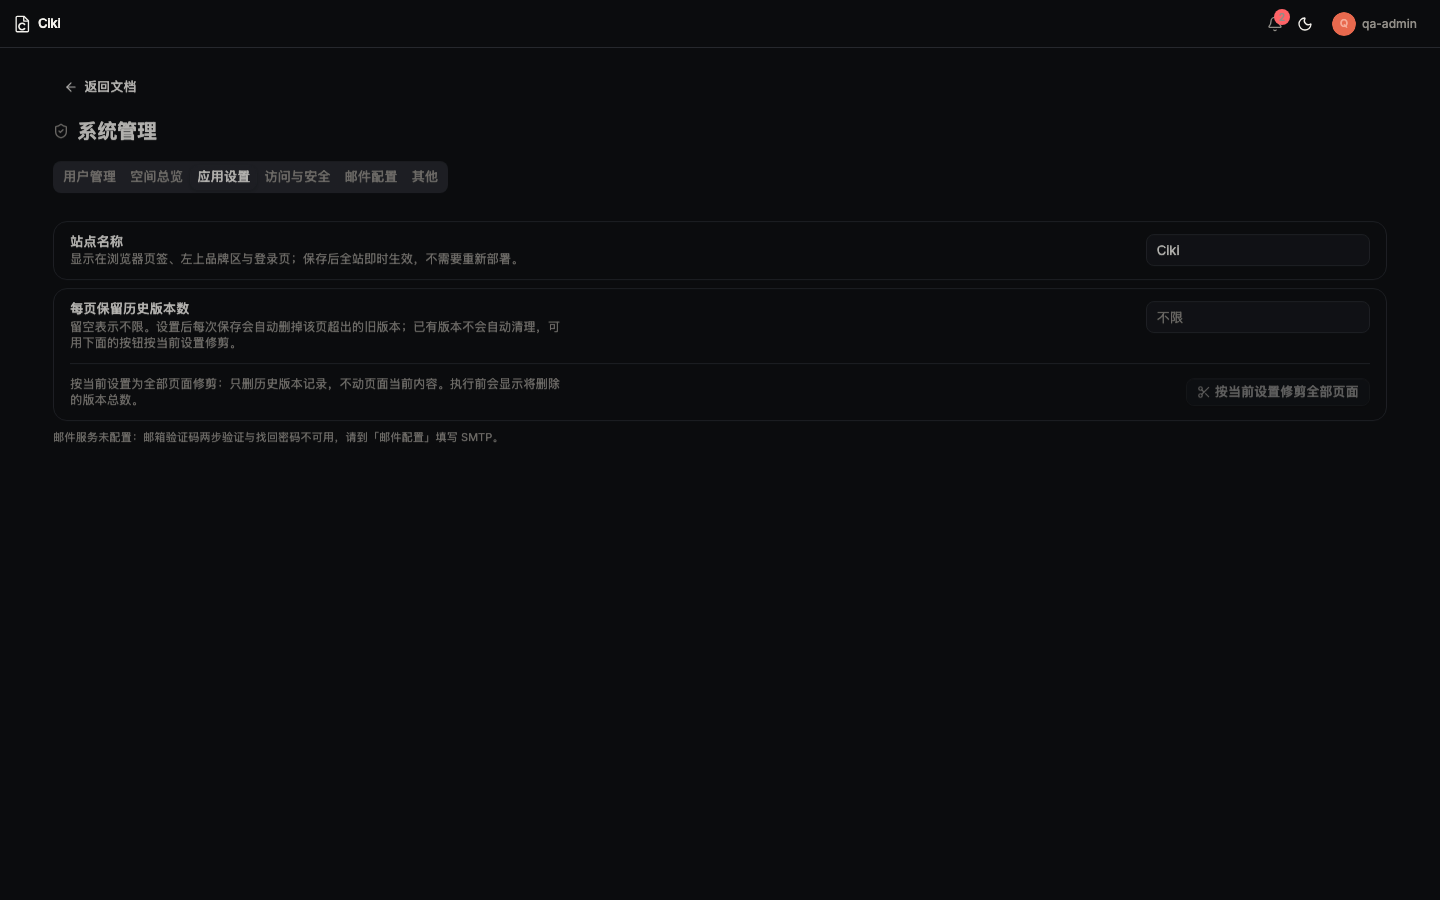 Ciki
Q
qa-admin
返回文档
系统管理
用户管理 空间总览 应用设置 访问与安全 邮件配置 其他
站点名称
显示在浏览器页签、左上品牌区与登录页；保存后全站即时生效，不需要重新部署。
Ciki
每页保留历史版本数
留空表示不限。设置后每次保存会自动删掉该页超出的旧版本；已有版本不会自动清理，可
用下面的按钮按当前设置修剪。
不限
按当前设置为全部页面修剪：只删历史版本记录，不动页面当前内容。执行前会显示将删除
的版本总数。
按当前设置修剪全部页面
邮件服务未配置：邮箱验证码两步验证与找回密码不可用，请到「邮件配置」填写 SMTP。